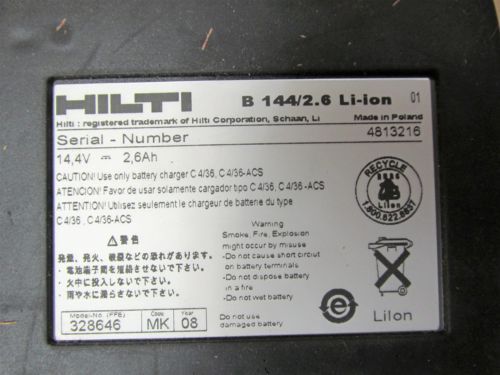 HILTI B 144/2.6 Li-ion 01
Hilti : registered trademark of Hilti Corporation, Schaan, Li Made in Poland
Serial - Number 4813216
14,4V ⎓ 2,6Ah
CAUTION! Use only battery charger C 4/36, C 4/36-ACS
ATENCION! Favor de usar solamente cargador tipo C 4/36, C 4/36-ACS
ATTENTION! Utilizez seulement le chargeur de batterie du type
C 4/36, C 4/36-ACS
RECYCLE
RBRC
LiIon
1.800.822.8837
⚠ 警告
発熱、発火、破裂の恐れがあります。
・電池端子間を短絡させないで下さい
・火中に投入しないで下さい。
・雨や水に濡らさないで下さい。
Warning
Smoke, Fire, Explosion
might occur by misuse
-Do not cause short circuit
on battery terminals
-Do not dispose battery
in a fire
-Do not wet battery
-Do not use
damaged battery
e
LiIon
Model-No (FFE) Code Year
328646 MK 08